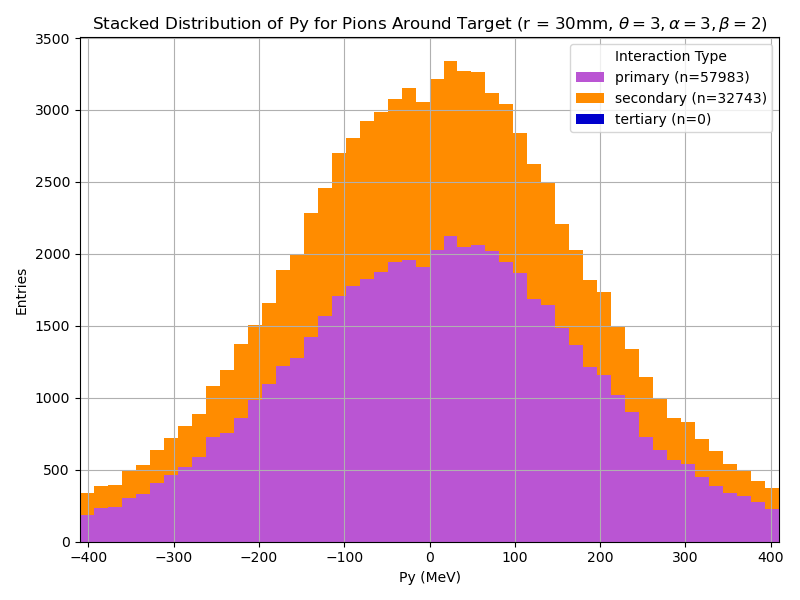 Stacked Distribution of Py for Pions Around Target (r = 30mm, θ = 3, α = 3, β = 2)
Interaction Type
primary (n=57983)
secondary (n=32743)
tertiary (n=0)
3500
3000
2500
2000
1500
1000
500
0
Entries
−400
−300
−200
−100
0
100
200
300
400
Py (MeV)